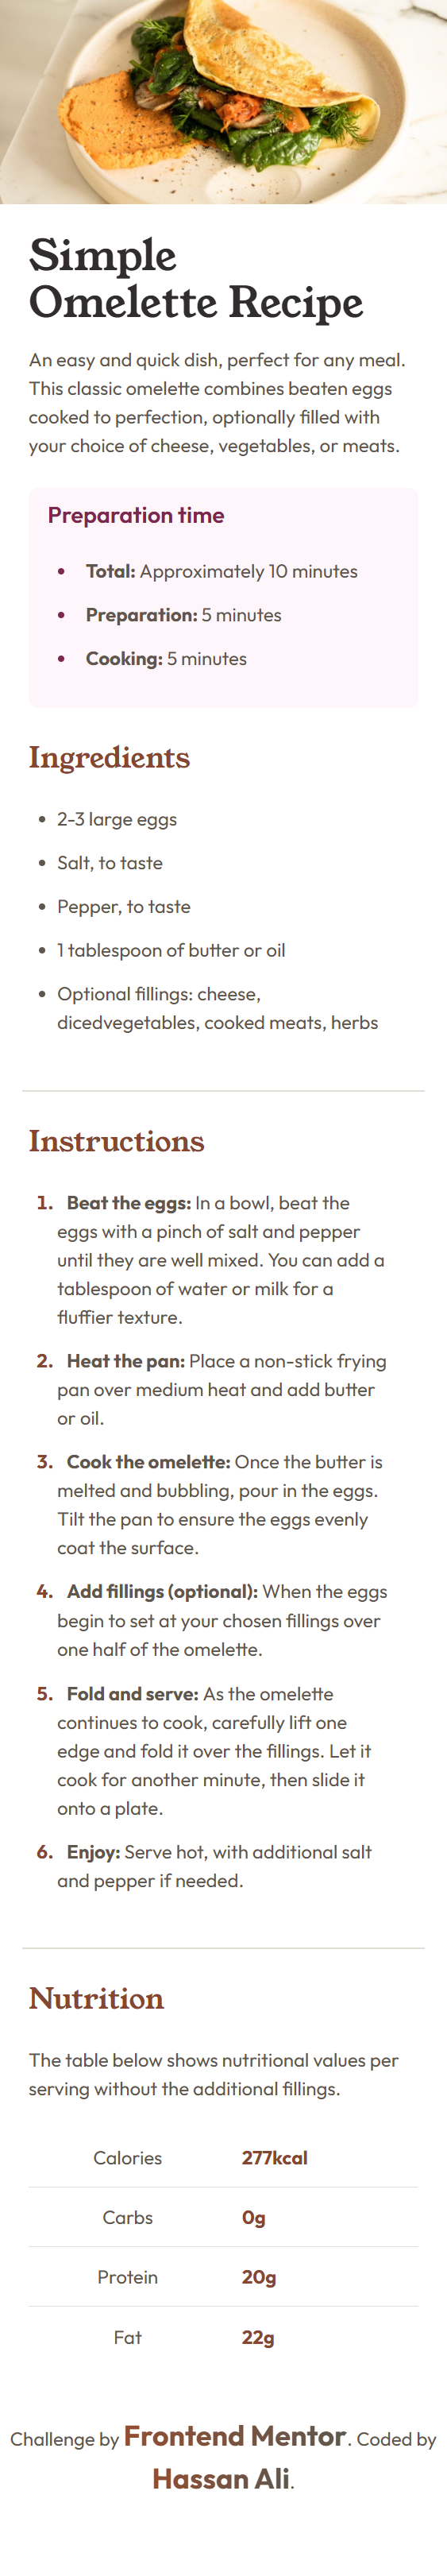 Simple
Omelette Recipe
An easy and quick dish, perfect for any meal.
This classic omelette combines beaten eggs
cooked to perfection, optionally filled with
your choice of cheese, vegetables, or meats.
Preparation time
• Total: Approximately 10 minutes
• Preparation: 5 minutes
• Cooking: 5 minutes
Ingredients
• 2-3 large eggs
• Salt, to taste
• Pepper, to taste
• 1 tablespoon of butter or oil
• Optional fillings: cheese,
dicedvegetables, cooked meats, herbs
Instructions
1. Beat the eggs: In a bowl, beat the
eggs with a pinch of salt and pepper
until they are well mixed. You can add a
tablespoon of water or milk for a
fluffier texture.
2. Heat the pan: Place a non-stick frying
pan over medium heat and add butter
or oil.
3. Cook the omelette: Once the butter is
melted and bubbling, pour in the eggs.
Tilt the pan to ensure the eggs evenly
coat the surface.
4. Add fillings (optional): When the eggs
begin to set at your chosen fillings over
one half of the omelette.
5. Fold and serve: As the omelette
continues to cook, carefully lift one
edge and fold it over the fillings. Let it
cook for another minute, then slide it
onto a plate.
6. Enjoy: Serve hot, with additional salt
and pepper if needed.
Nutrition
The table below shows nutritional values per
serving without the additional fillings.
Calories 277kcal
Carbs 0g
Protein 20g
Fat 22g
Challenge by Frontend Mentor. Coded by
Hassan Ali.